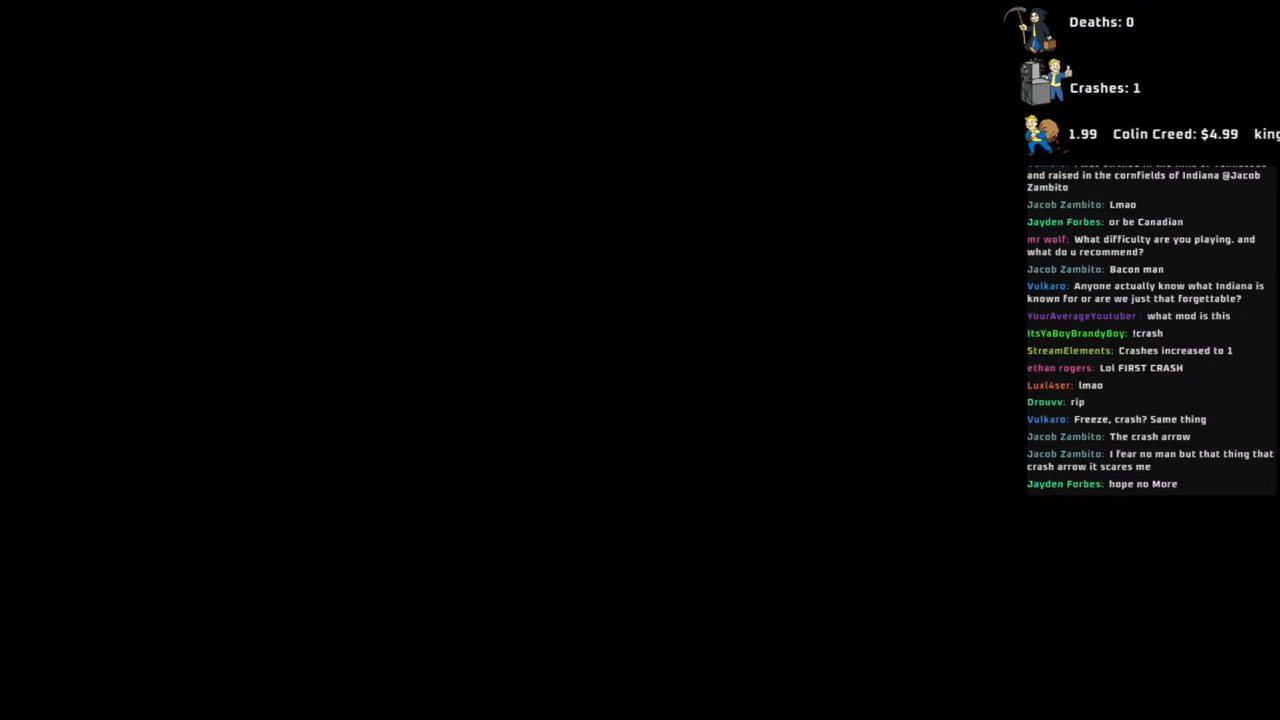 Deaths: 0
Crashes: 1
1.99 Colin Creed: $4.99 king
and raised in the cornfields of Indiana @Jacob
Zambito
Jacob Zambito: Lmao
Jayden Forbes: or be Canadian
mr wolf: What difficulty are you playing. and
what do u recommend?
Jacob Zambito: Bacon man
Vulkaro: Anyone actually know what Indiana is
known for or are we just that forgettable?
YourAverageYoutuber : what mod is this
ItsYaBoyBrandyBoy: !crash
StreamElements: Crashes increased to 1
ethan rogers: Lol FIRST CRASH
Luxl4ser: lmao
Drouvv: rip
Vulkaro: Freeze, crash? Same thing
Jacob Zambito: The crash arrow
Jacob Zambito: I fear no man but that thing that
crash arrow it scares me
Jayden Forbes: hope no More